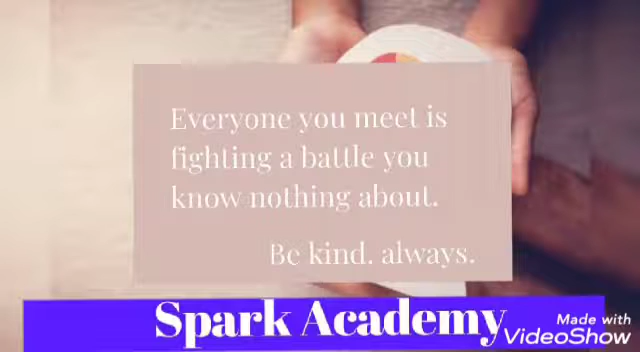 Everyone you meet is
fighting a battle you
know nothing about.
Be kind. always.
Spark Academy
Made with
VideoShow